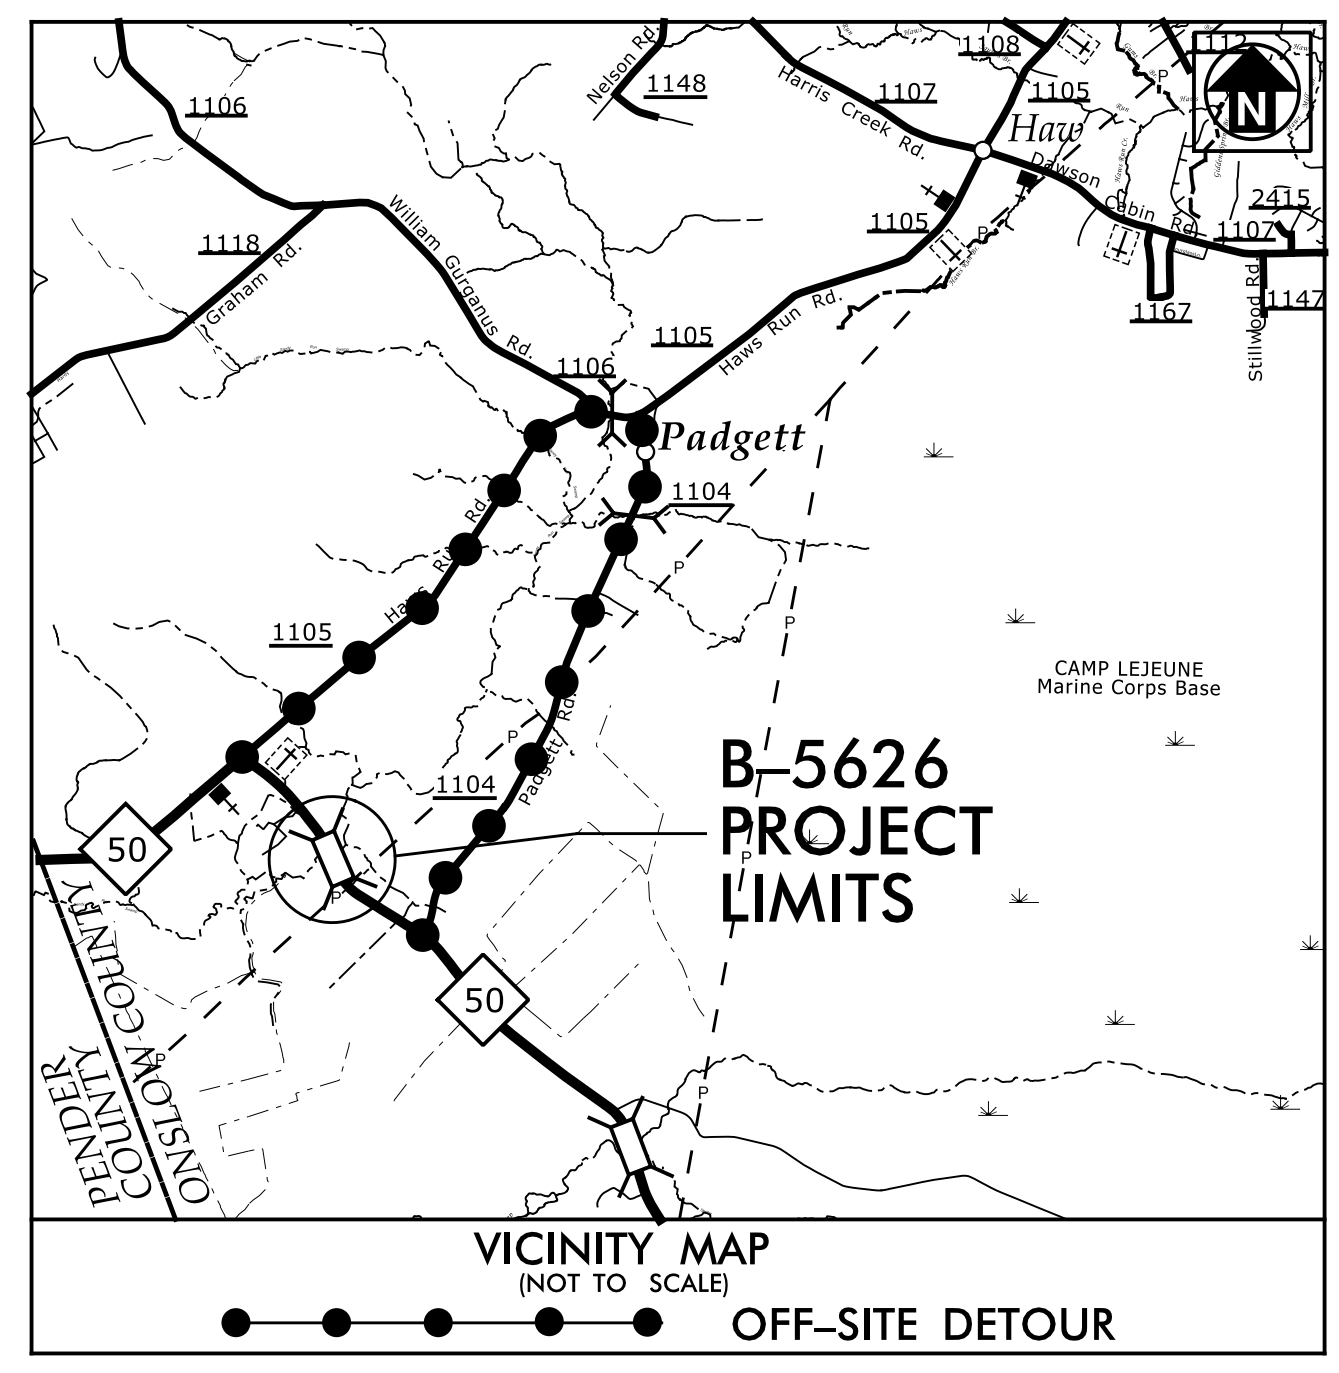 1108
1112
1106
Nelson Rd.
1148
Harris Creek Rd.
1107
1105
N
Haw
Dawson Cabin Rd.
P
1118
Graham Rd.
William Gurganus Rd.
1105
P
2415
1107
1167
Stillwood Rd.
1147
1105
Haws Run Rd.
1106
Padgett
1104
P
P
Haws Run Rd.
1105
CAMP LEJEUNE
Marine Corps Base
Padgett Rd.
P
1104
B-5626
PROJECT
LIMITS
P
50
P
50
P
P
PENDER
COUNTY
ONSLOW COUNTY
VICINITY MAP
(NOT TO SCALE)
OFF-SITE DETOUR